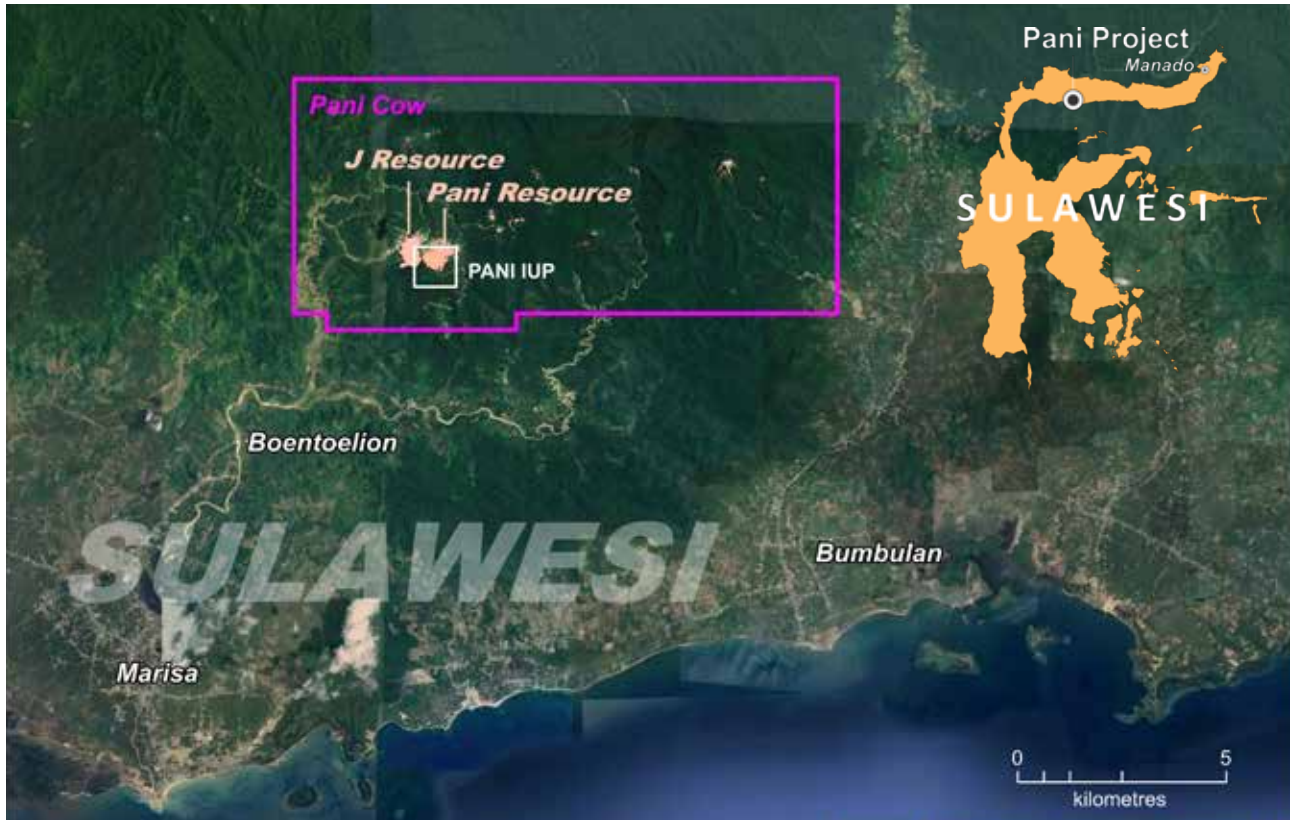 Pani Project
Manado
SULAWESI
Pani Cow
J Resource
Pani Resource
PANI IUP
Boentoelion
SULAWESI
Bumbulan
Marisa
0 5
kilometres